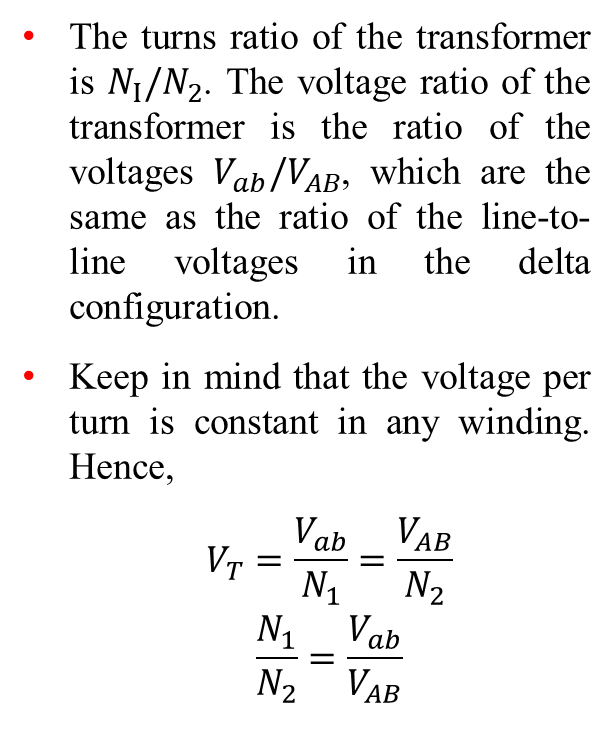 • The turns ratio of the transformer
is N_I/N_2. The voltage ratio of the
transformer is the ratio of the
voltages V_ab/V_AB, which are the
same as the ratio of the line-to-
line voltages in the delta
configuration.
• Keep in mind that the voltage per
turn is constant in any winding.
Hence,
V_T = V_ab/N_1 = V_AB/N_2
N_1/N_2 = V_ab/V_AB